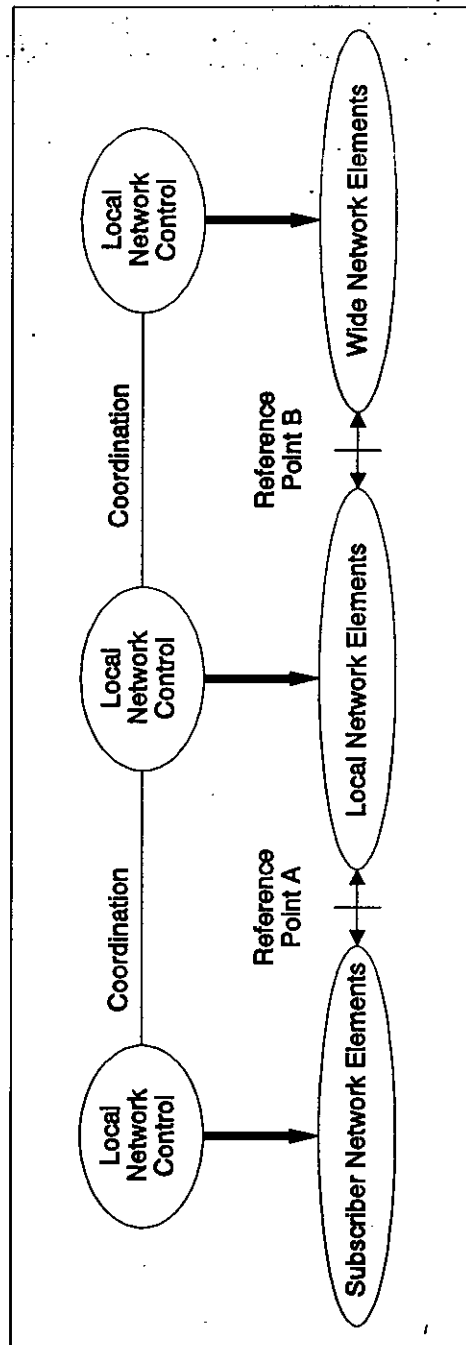 Local
Network
Control
Coordination
Local
Network
Control
Coordination
Local
Network
Control
Reference
Point A
Reference
Point B
Subscriber Network Elements
Local Network Elements
Wide Network Elements